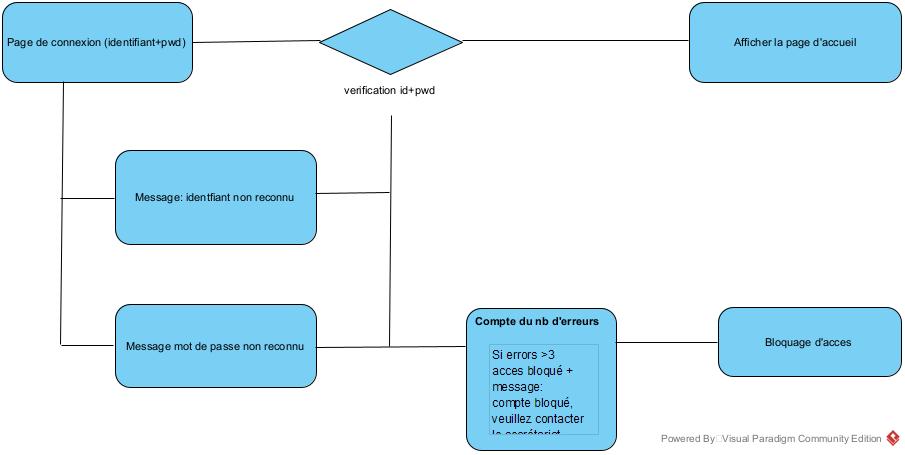 Page de connexion (identifiant+pwd)
Afficher la page d'accueil
verification id+pwd
Message: identfiant non reconnu
Message mot de passe non reconnu
Compte du nb d'erreurs
Si errors >3
acces bloqué +
message:
compte bloqué,
veuillez contacter
le secrétariat
Bloquage d'acces
Powered By Visual Paradigm Community Edition